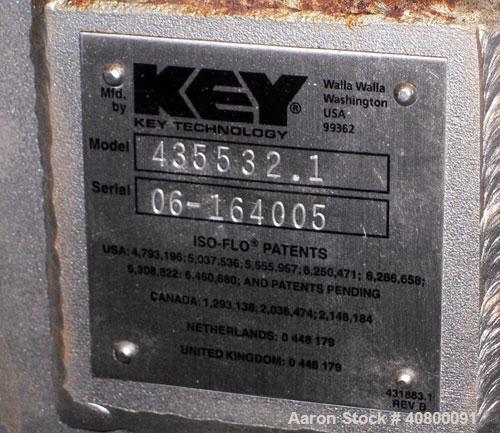 Mfd. by KEY®
KEY TECHNOLOGY
Walla Walla
Washington
USA
99362
Model 435532.1
Serial 06-164005
ISO-FLO® PATENTS
USA: 4,793,196; 5,037,536; 5,555,967; 6,250,471; 6,286,658;
6,308,822; 6,460,680; AND PATENTS PENDING
CANADA: 1,293,138; 2,036,474; 2,148,184
NETHERLANDS: 0 448 179
UNITED KINGDOM: 0 448 179
431863.1
REV B
Aaron Stock # 40800091